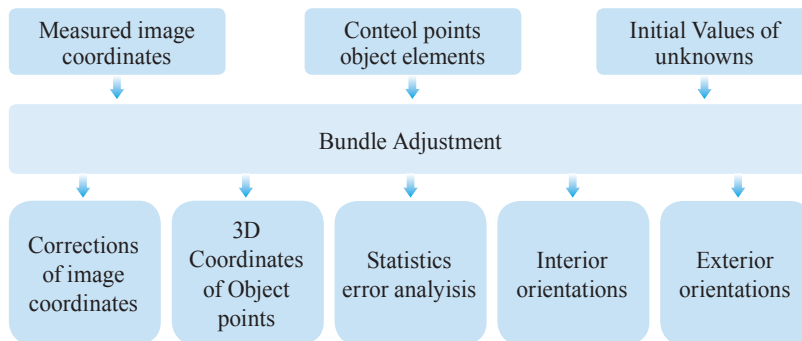 Measured image
coordinates
Conteol points
object elements
Initial Values of
unknowns
Bundle Adjustment
Corrections
of image
coordinates
3D
Coordinates
of Object
points
Statistics
error analyisis
Interior
orientations
Exterior
orientations